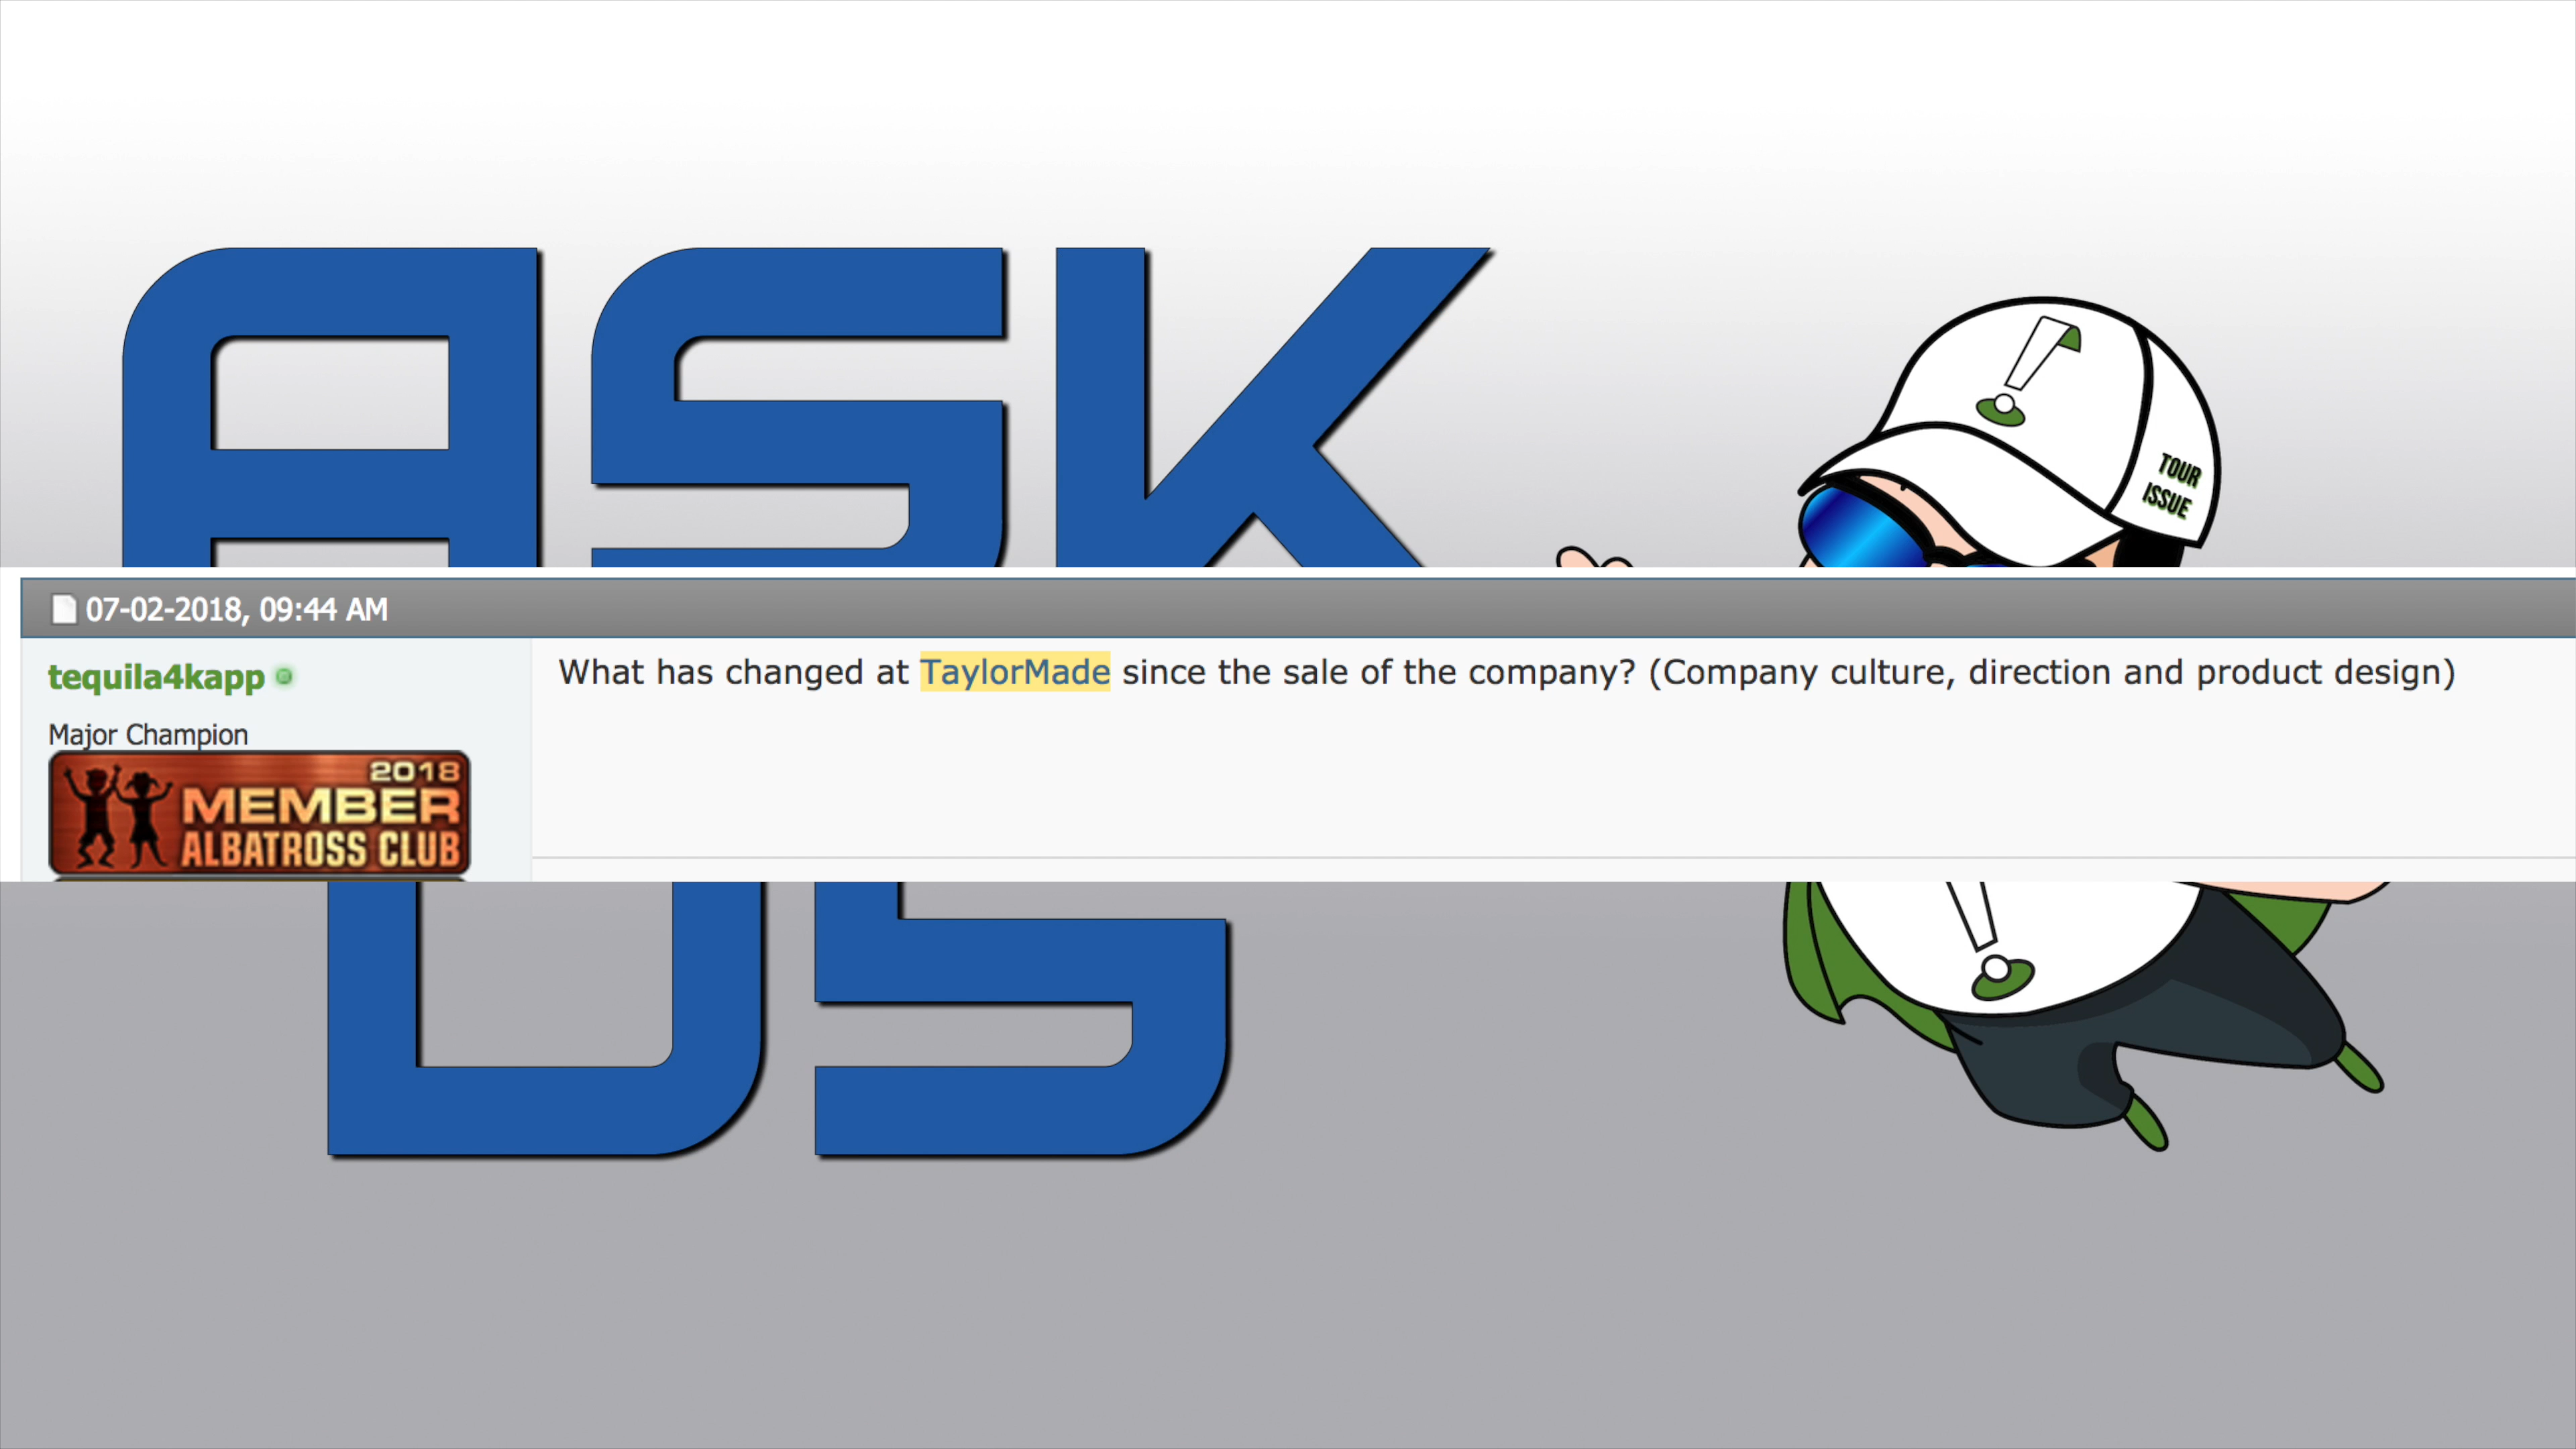 ASK
TOUR
ISSUE
07-02-2018, 09:44 AM
tequila4kapp
What has changed at TaylorMade since the sale of the company? (Company culture, direction and product design)
Major Champion
2018
MEMBER
ALBATROSS CLUB
US